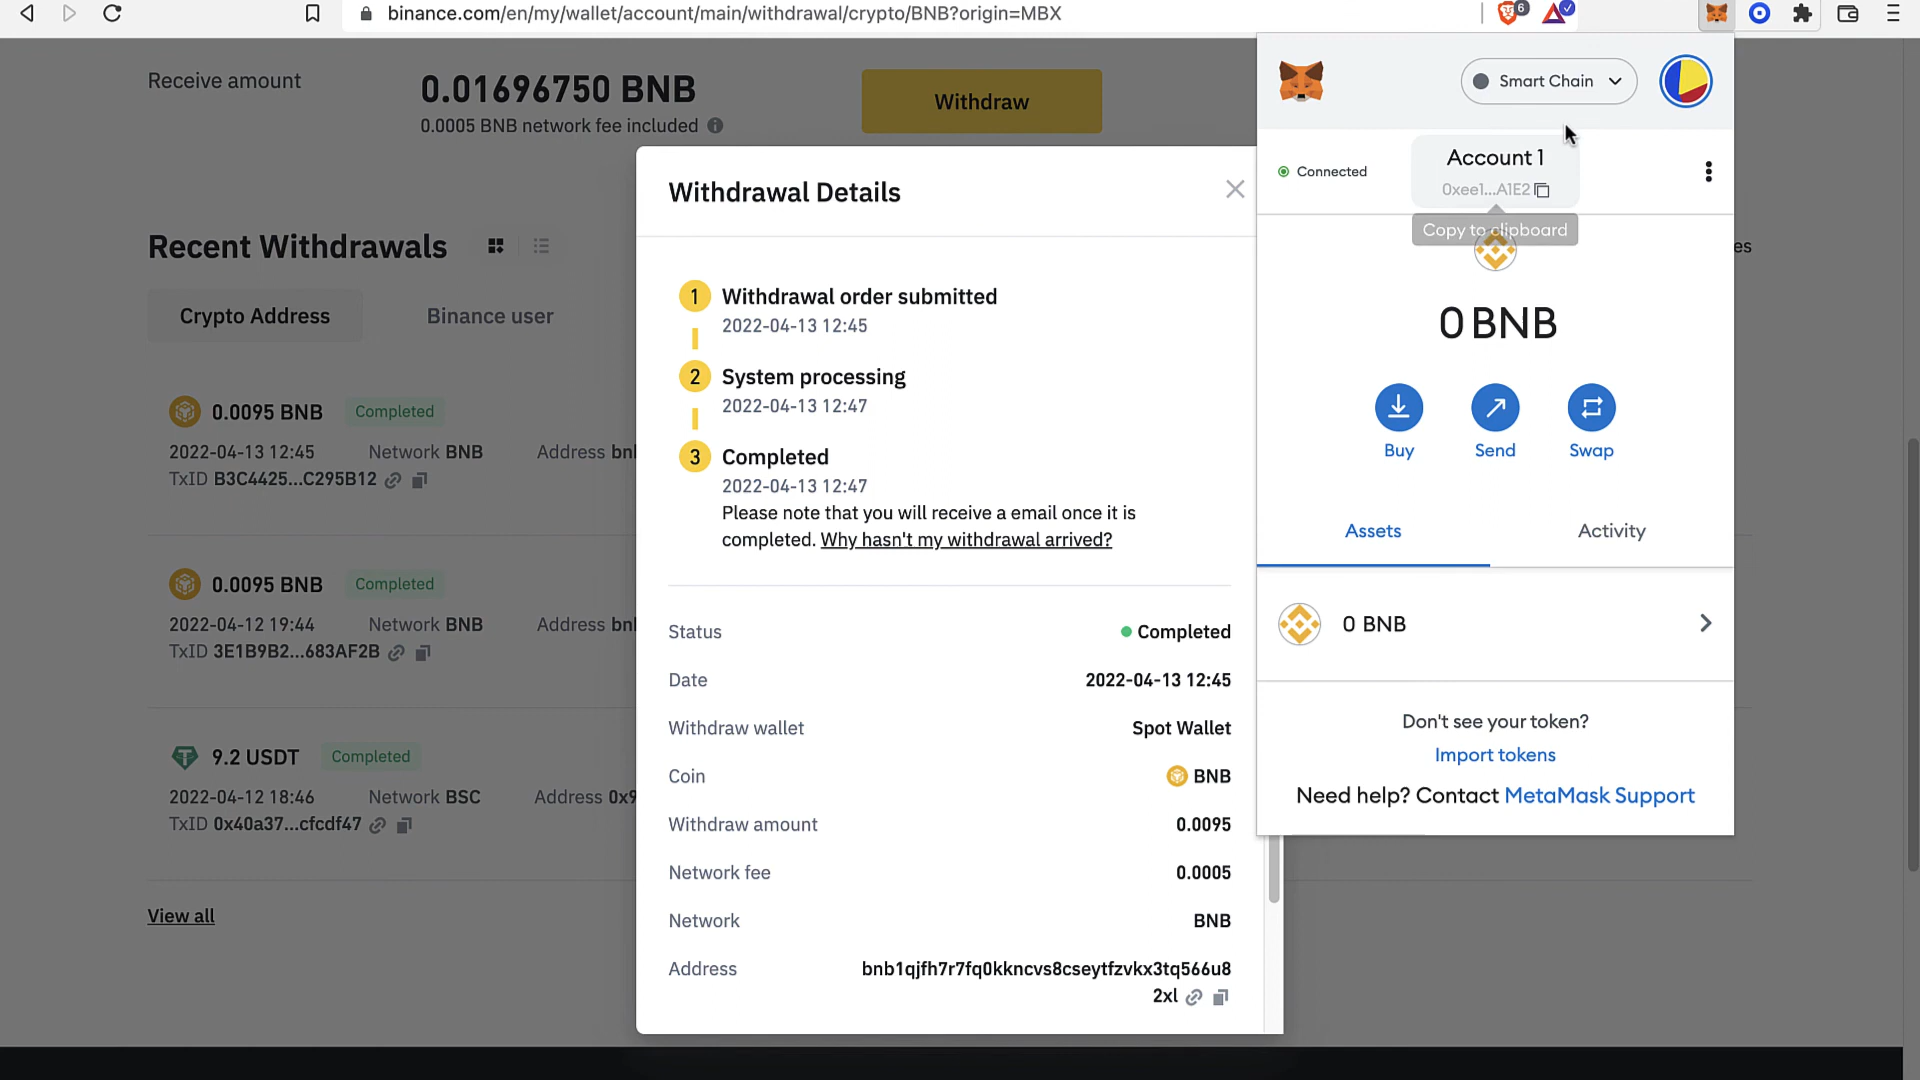 binance.com/en/my/wallet/account/main/withdrawal/crypto/BNB?origin=MBX
6
Receive amount
0.01696750 BNB
0.0005 BNB network fee included
Withdraw
Recent Withdrawals
Crypto Address
Binance user
0.0095 BNB
Completed
2022-04-13 12:45
Network BNB
Address bn
TxID B3C4425...C295B12
0.0095 BNB
Completed
2022-04-12 19:44
Network BNB
Address bn
TxID 3E1B9B2...683AF2B
9.2 USDT
Completed
2022-04-12 18:46
Network BSC
Address 0x9
TxID 0x40a37...cfcdf47
View all
Withdrawal Details
1
Withdrawal order submitted
2022-04-13 12:45
2
System processing
2022-04-13 12:47
3
Completed
2022-04-13 12:47
Please note that you will receive a email once it is
completed. Why hasn't my withdrawal arrived?
Status
Completed
Date
2022-04-13 12:45
Withdraw wallet
Spot Wallet
Coin
BNB
Withdraw amount
0.0095
Network fee
0.0005
Network
BNB
Address
bnb1qjfh7r7fq0kkncvs8cseytfzvkx3tq566u8
2xl
Smart Chain
Connected
Account 1
0xee1...A1E2
Copy to clipboard
es
0 BNB
Buy
Send
Swap
Assets
Activity
0 BNB
Don't see your token?
Import tokens
Need help? Contact MetaMask Support